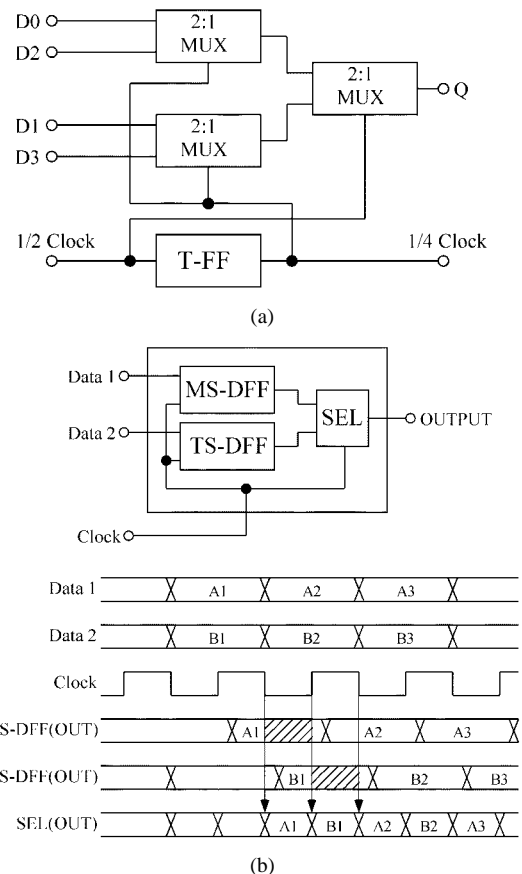 D0
2:1
MUX
D2
2:1
MUX
Q
D1
2:1
MUX
D3
1/2 Clock
T-FF
1/4 Clock
(a)
Data 1
MS-DFF
SEL
OUTPUT
Data 2
TS-DFF
Clock
Data 1 A1 A2 A3
Data 2 B1 B2 B3
Clock
S-DFF(OUT) A1 A2 A3
S-DFF(OUT) B1 B2 B3
SEL(OUT) A1 B1 A2 B2 A3
(b)